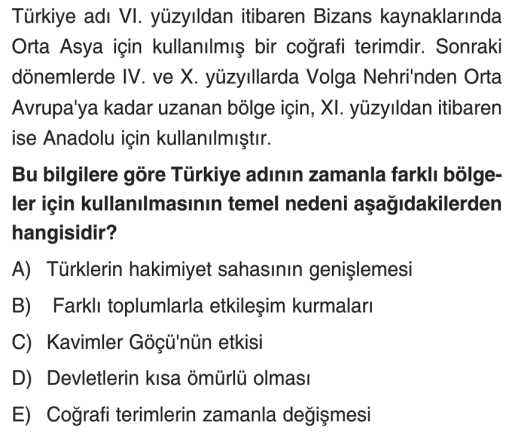 Türkiye adı VI. yüzyıldan itibaren Bizans kaynaklarında
Orta Asya için kullanılmış bir coğrafi terimdir. Sonraki
dönemlerde IV. ve X. yüzyıllarda Volga Nehri'nden Orta
Avrupa'ya kadar uzanan bölge için, XI. yüzyıldan itibaren
ise Anadolu için kullanılmıştır.
Bu bilgilere göre Türkiye adının zamanla farklı bölge-
ler için kullanılmasının temel nedeni aşağıdakilerden
hangisidir?
A) Türklerin hakimiyet sahasının genişlemesi
B) Farklı toplumlarla etkileşim kurmaları
C) Kavimler Göçü'nün etkisi
D) Devletlerin kısa ömürlü olması
E) Coğrafi terimlerin zamanla değişmesi